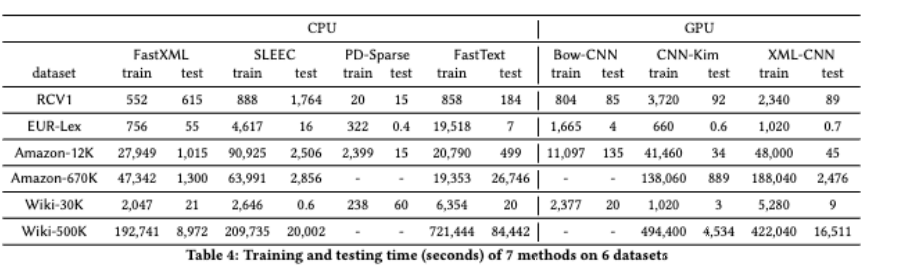 CPU GPU
FastXML SLEEC PD-Sparse FastText Bow-CNN CNN-Kim XML-CNN
dataset train test train test train test train test train test train test train test
RCV1 552 615 888 1,764 20 15 858 184 804 85 3,720 92 2,340 89
EUR-Lex 756 55 4,617 16 322 0.4 19,518 7 1,665 4 660 0.6 1,020 0.7
Amazon-12K 27,949 1,015 90,925 2,506 2,399 15 20,790 499 11,097 135 41,460 34 48,000 45
Amazon-670K 47,342 1,300 63,991 2,856 - - 19,353 26,746 - - 138,060 889 188,040 2,476
Wiki-30K 2,047 21 2,646 0.6 238 60 6,354 20 2,377 20 1,020 3 5,280 9
Wiki-500K 192,741 8,972 209,735 20,002 - - 721,444 84,442 - - 494,400 4,534 422,040 16,511
Table 4: Training and testing time (seconds) of 7 methods on 6 datasets